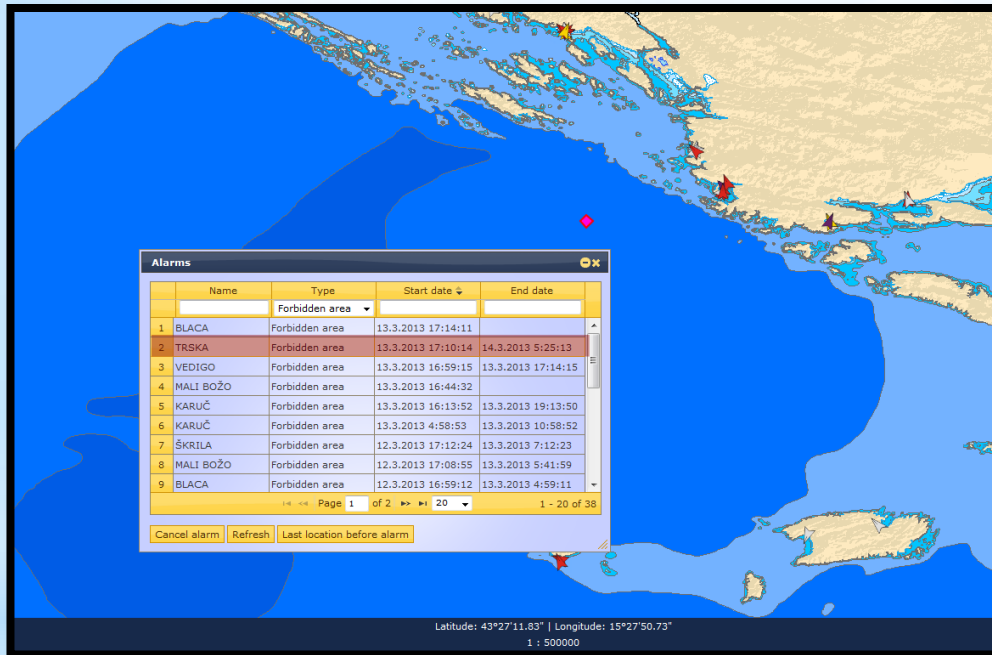 Alarms
Name Type Start date End date
Forbidden area
1 BLACA Forbidden area 13.3.2013 17:14:11
2 TRSKA Forbidden area 13.3.2013 17:10:14 14.3.2013 5:25:13
3 VEDIGO Forbidden area 13.3.2013 16:59:15 13.3.2013 17:14:15
4 MALI BOŽO Forbidden area 13.3.2013 16:44:32
5 KARUČ Forbidden area 13.3.2013 16:13:52 13.3.2013 19:13:50
6 KARUČ Forbidden area 13.3.2013 4:58:53 13.3.2013 10:58:52
7 ŠKRILA Forbidden area 12.3.2013 17:12:24 13.3.2013 7:12:23
8 MALI BOŽO Forbidden area 12.3.2013 17:08:55 13.3.2013 5:41:59
9 BLACA Forbidden area 12.3.2013 16:59:12 13.3.2013 4:59:11
Page 1 of 2 20 1 - 20 of 38
Cancel alarm Refresh Last location before alarm
Latitude: 43°27'11.83" | Longitude: 15°27'50.73"
1 : 500000